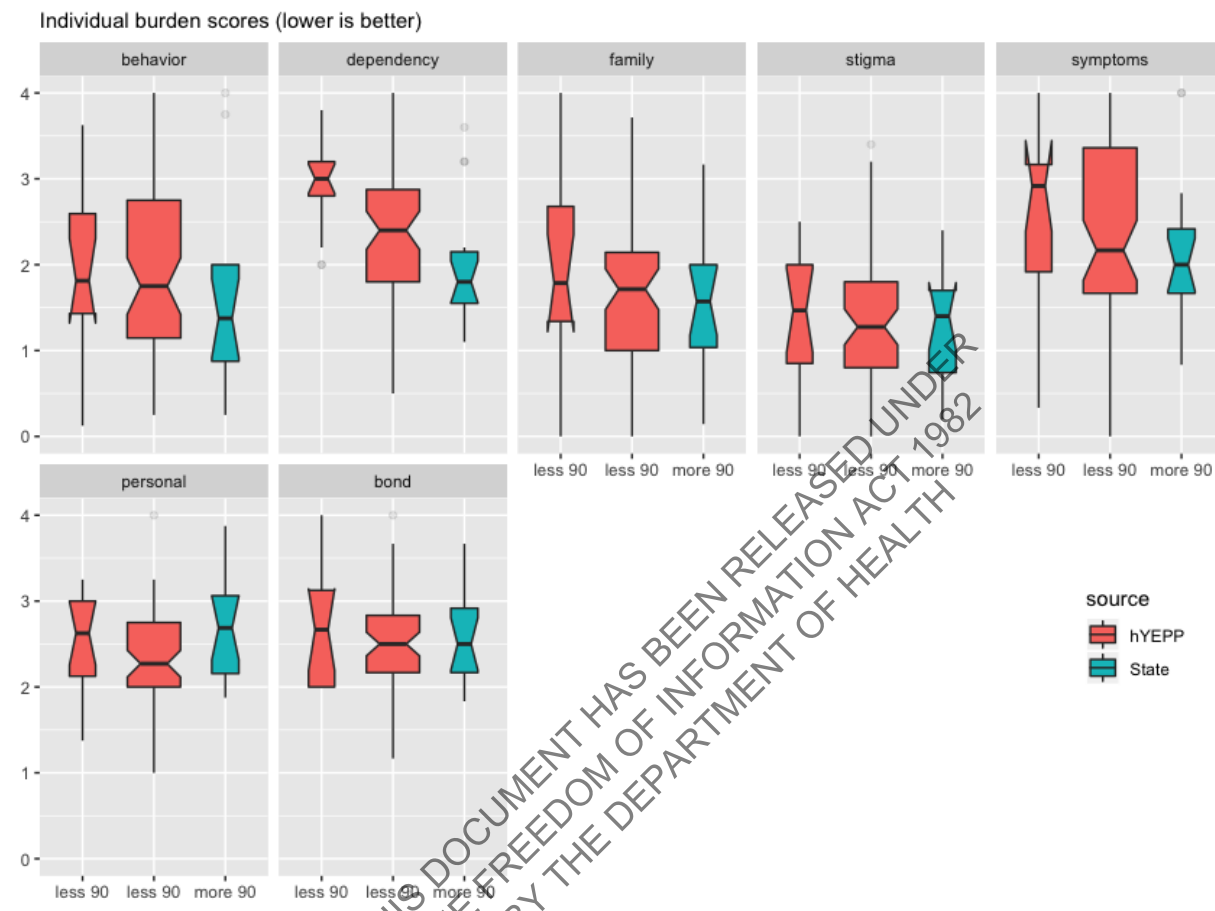 Individual burden scores (lower is better)
behavior dependency family stigma symptoms
4
3
2
1
0
less 90 less 90 more 90 less 90 less 90 more 90 less 90 less 90 more 90
personal bond
4
3
2
1
0
less 90 less 90 more 90 less 90 less 90 more 90
source
hYEPP
State
DOCUMENT HAS BEEN RELEASED UNDER
FREEDOM OF INFORMATION ACT 1982
BY THE DEPARTMENT OF HEALTH